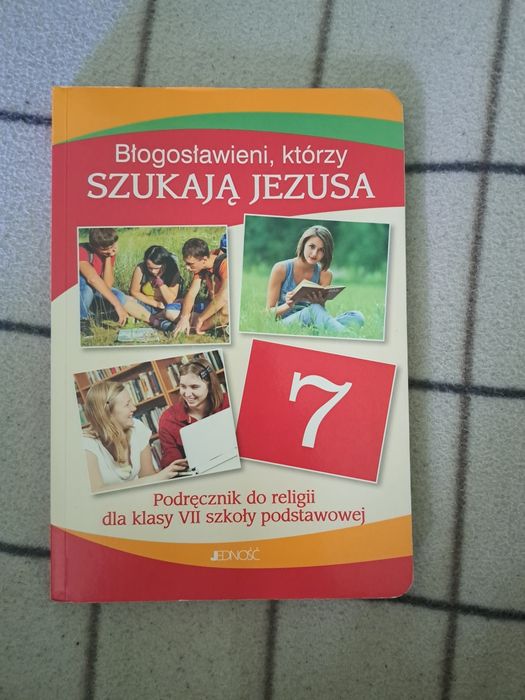 Błogosławieni, którzy
SZUKAJĄ JEZUSA
7
Podręcznik do religii
dla klasy VII szkoły podstawowej
JEDNOŚĆ